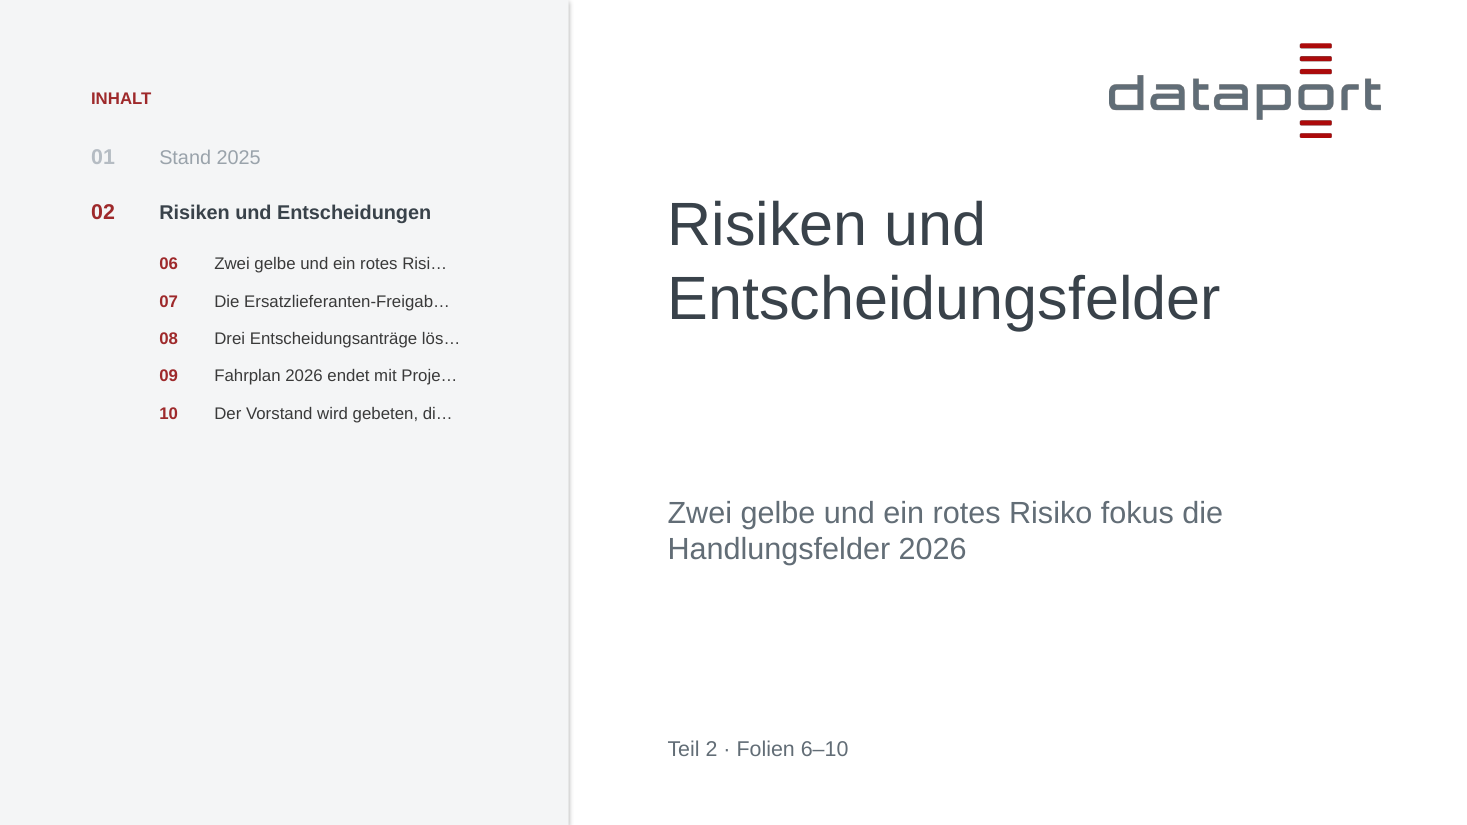 INHALT
01 Stand 2025
02 Risiken und Entscheidungen
06 Zwei gelbe und ein rotes Risi…
07 Die Ersatzlieferanten-Freigab…
08 Drei Entscheidungsanträge lös…
09 Fahrplan 2026 endet mit Proje…
10 Der Vorstand wird gebeten, di…
dataport
Risiken und
Entscheidungsfelder
Zwei gelbe und ein rotes Risiko fokus die
Handlungsfelder 2026
Teil 2 · Folien 6–10